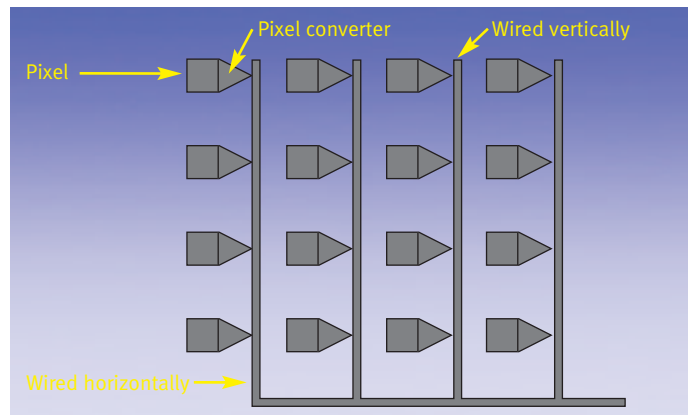 Pixel converter
Wired vertically
Pixel
Wired horizontally